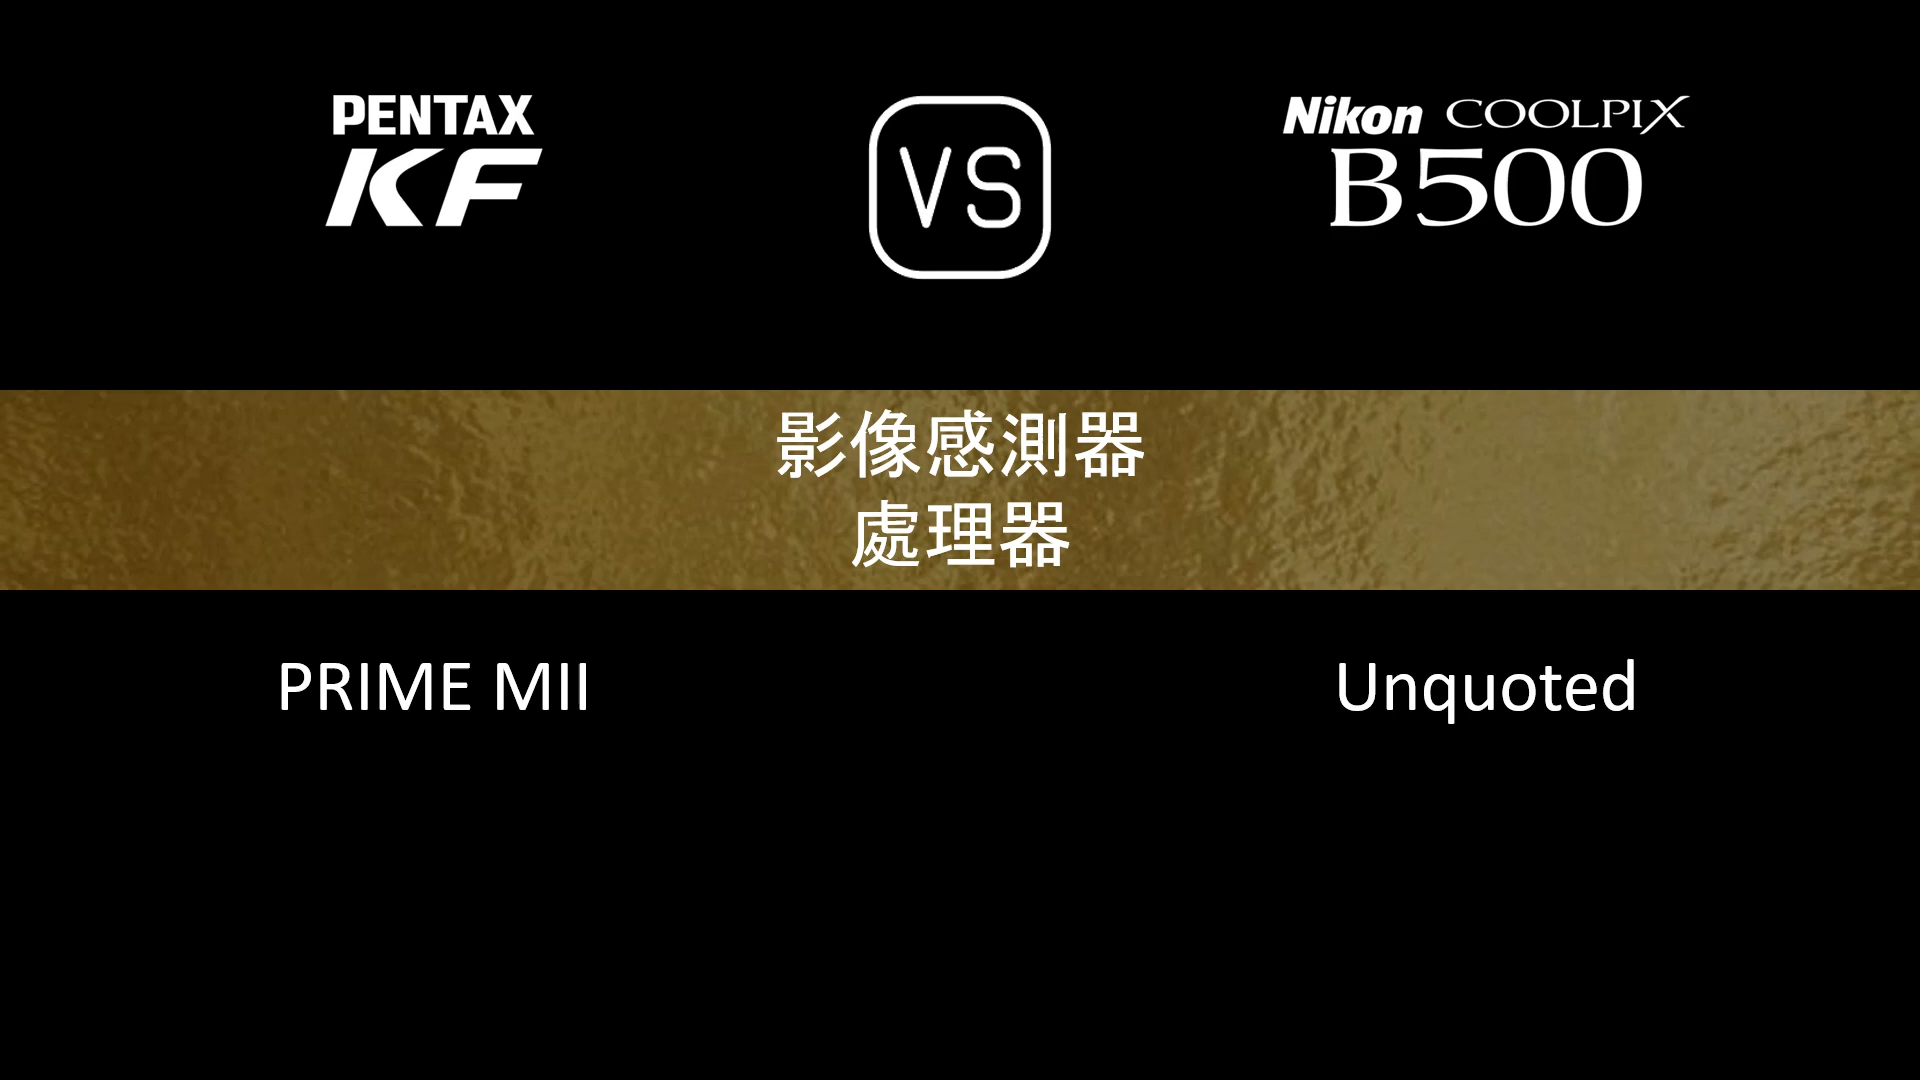 PENTAX
KF
VS
Nikon COOLPIX
B500
影像感測器
處理器
PRIME MII
Unquoted